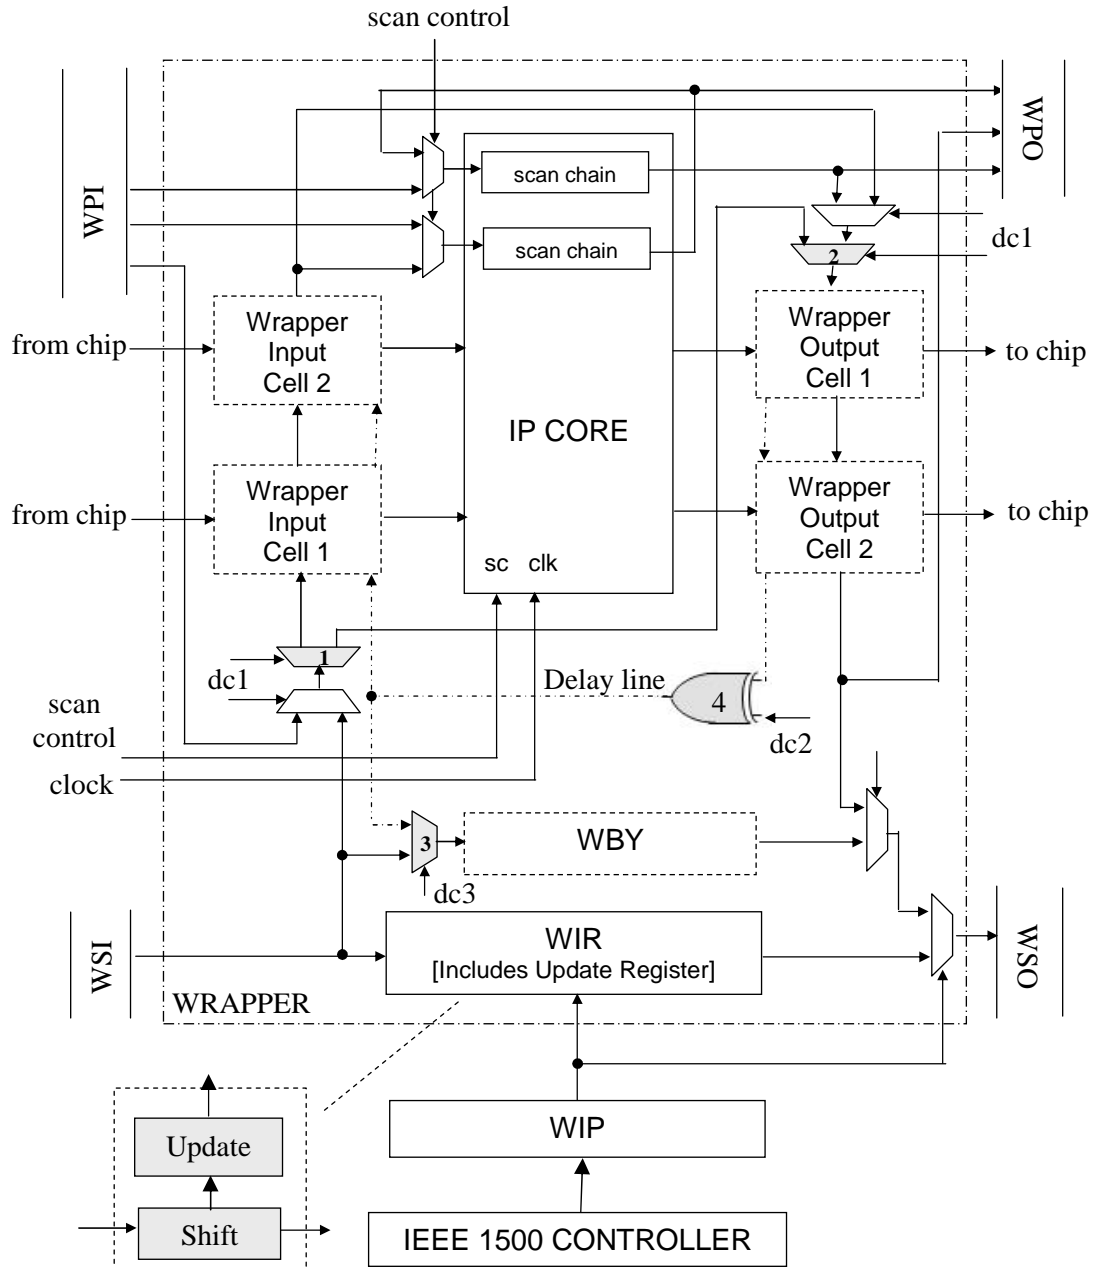 scan control
WPI
WPO
scan chain
scan chain
dc1
2
from chip
Wrapper
Input
Cell 2
Wrapper
Output
Cell 1
to chip
IP CORE
from chip
Wrapper
Input
Cell 1
Wrapper
Output
Cell 2
to chip
sc clk
1
dc1
Delay line
4
scan
control
dc2
clock
3
WBY
dc3
WSI
WIR
[Includes Update Register]
WSO
WRAPPER
WIP
Update
Shift
IEEE 1500 CONTROLLER